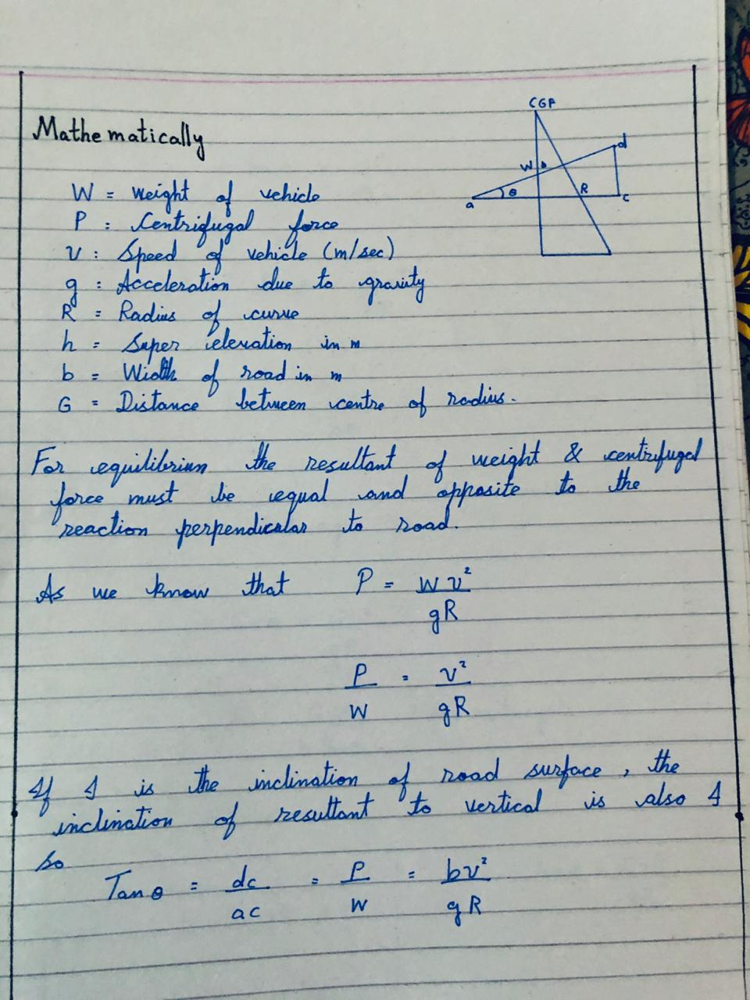 CGP
Mathematically
d
W
θ
R
a
c
W = weight of vehicle
P : Centrifugal force
v : Speed of vehicle (m/sec)
g : Acceleration due to gravity
R = Radius of curve
h = Super elevation in m
b = Width of road in m
G = Distance between centre of radius.
For equilibrium the resultant of weight & centrifugal
force must be equal and opposite to the
reaction perpendicular to road.
As we know that P = Wv²
gR
P = v²
W gR
If is the inclination of road surface, the
inclination of resultant to vertical is also
so
Tanθ = dc = P = bv²
ac W gR